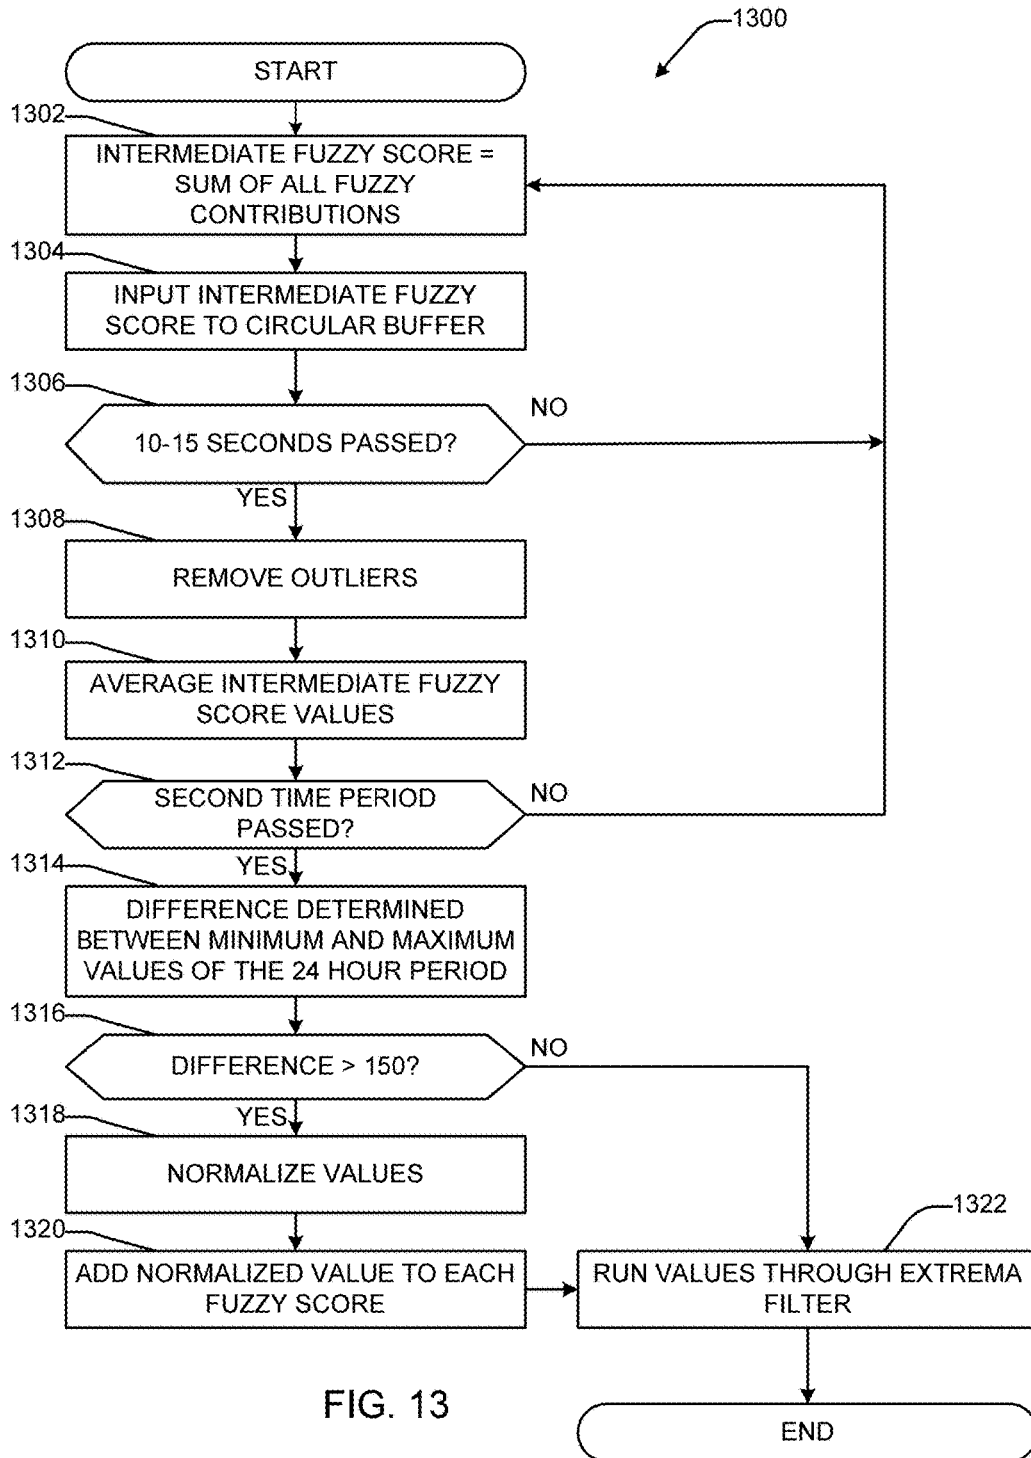 1300
START
1302
INTERMEDIATE FUZZY SCORE =
SUM OF ALL FUZZY
CONTRIBUTIONS
1304
INPUT INTERMEDIATE FUZZY
SCORE TO CIRCULAR BUFFER
1306
10-15 SECONDS PASSED?
NO
YES
1308
REMOVE OUTLIERS
1310
AVERAGE INTERMEDIATE FUZZY
SCORE VALUES
1312
SECOND TIME PERIOD
PASSED?
NO
YES
1314
DIFFERENCE DETERMINED
BETWEEN MINIMUM AND MAXIMUM
VALUES OF THE 24 HOUR PERIOD
1316
DIFFERENCE > 150?
NO
YES
1318
NORMALIZE VALUES
1320
ADD NORMALIZED VALUE TO EACH
FUZZY SCORE
1322
RUN VALUES THROUGH EXTREMA
FILTER
END
FIG. 13